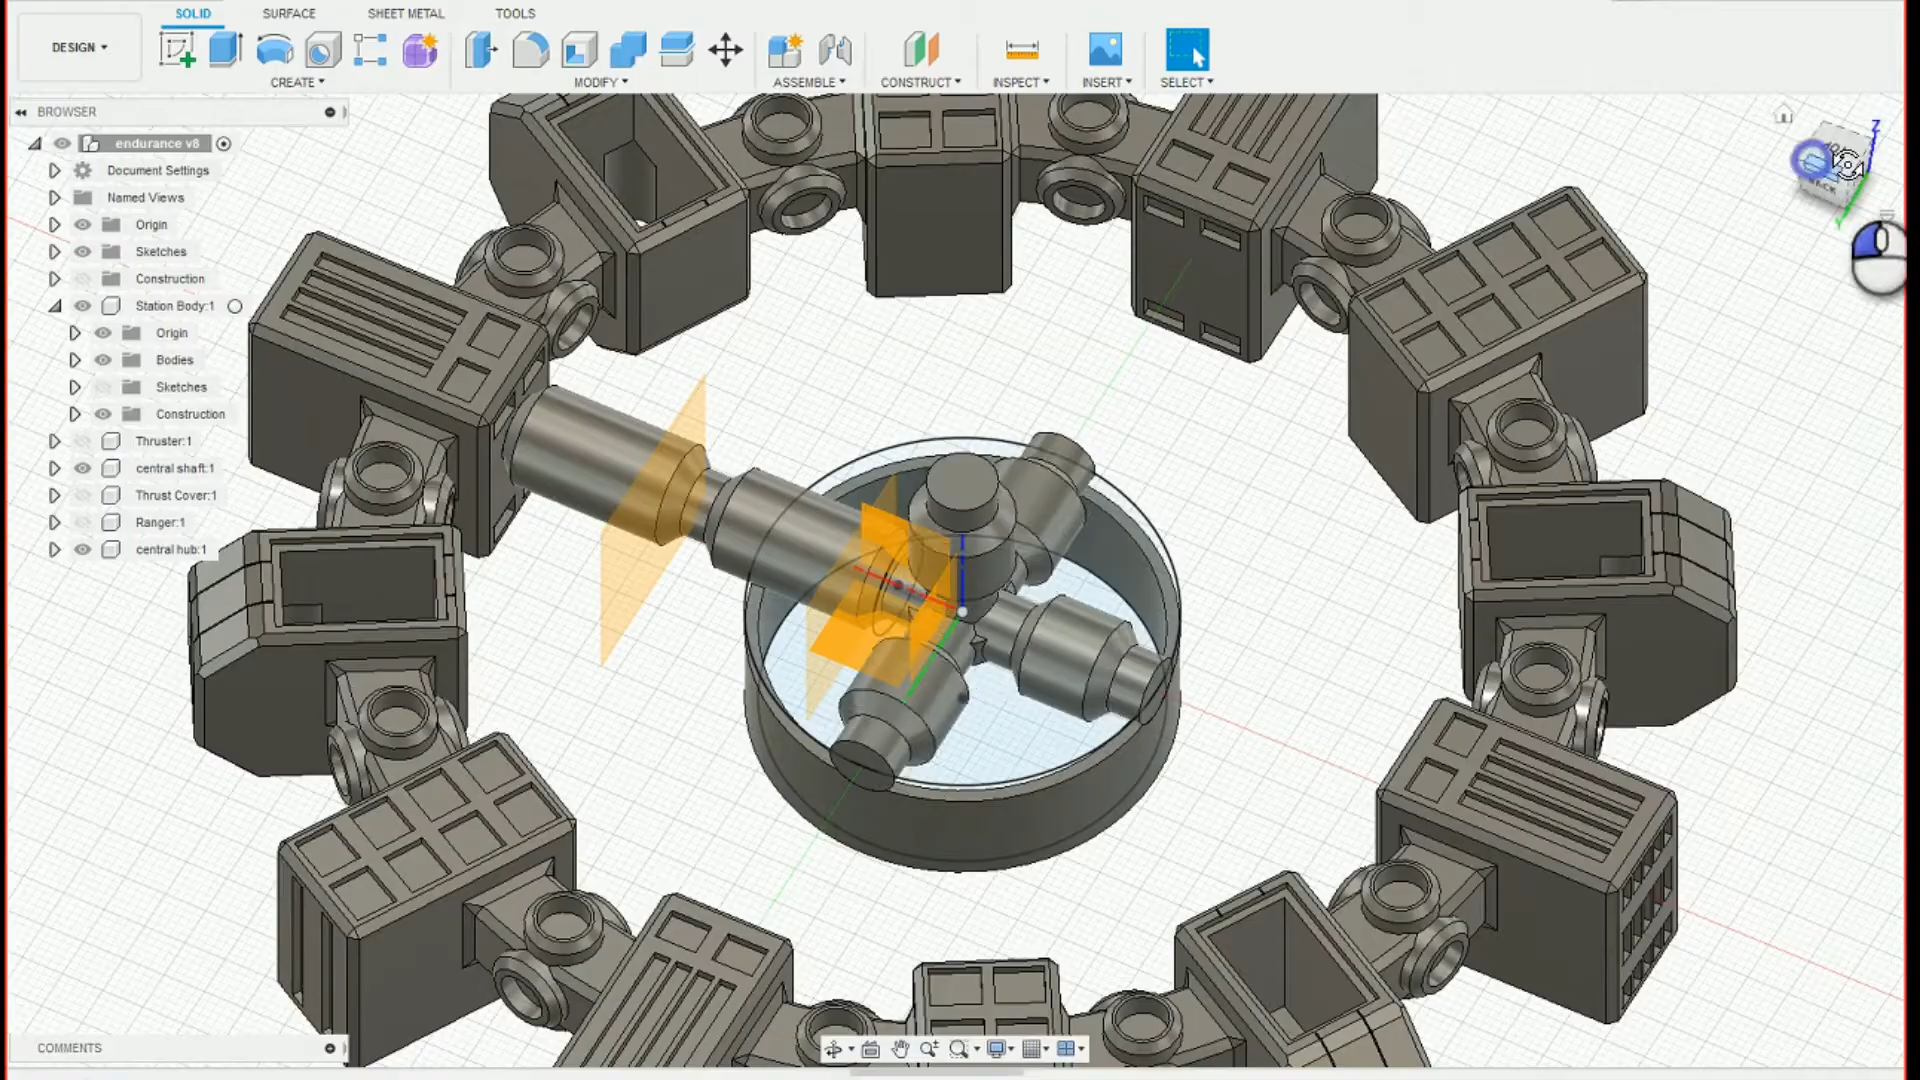 SOLID SURFACE SHEET METAL TOOLS
DESIGN
CREATE MODIFY ASSEMBLE CONSTRUCT INSPECT INSERT SELECT
BROWSER
endurance v8
Document Settings
Named Views
Origin
Sketches
Construction
Station Body:1
Origin
Bodies
Sketches
Construction
Thruster:1
central shaft:1
Thrust Cover:1
Ranger:1
central hub:1
Z
BACK
Y
COMMENTS